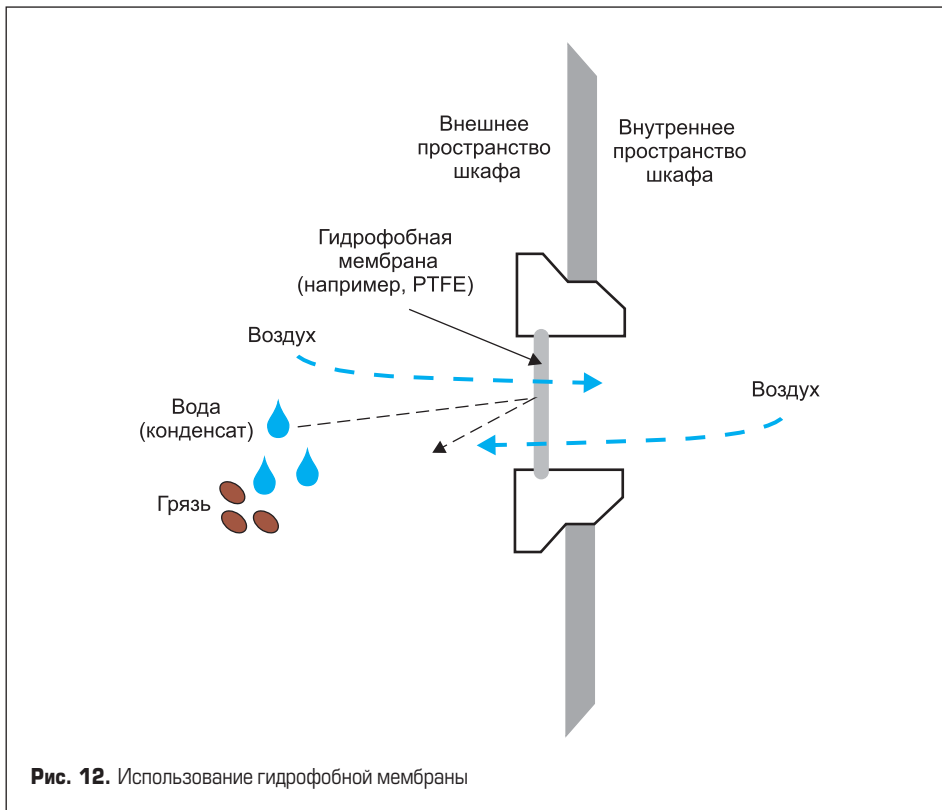 Внешнее
пространство
шкафа
Внутреннее
пространство
шкафа
Гидрофобная
мембрана
(например, PTFE)
Воздух
Воздух
Вода
(конденсат)
Грязь
Рис. 12. Использование гидрофобной мембраны